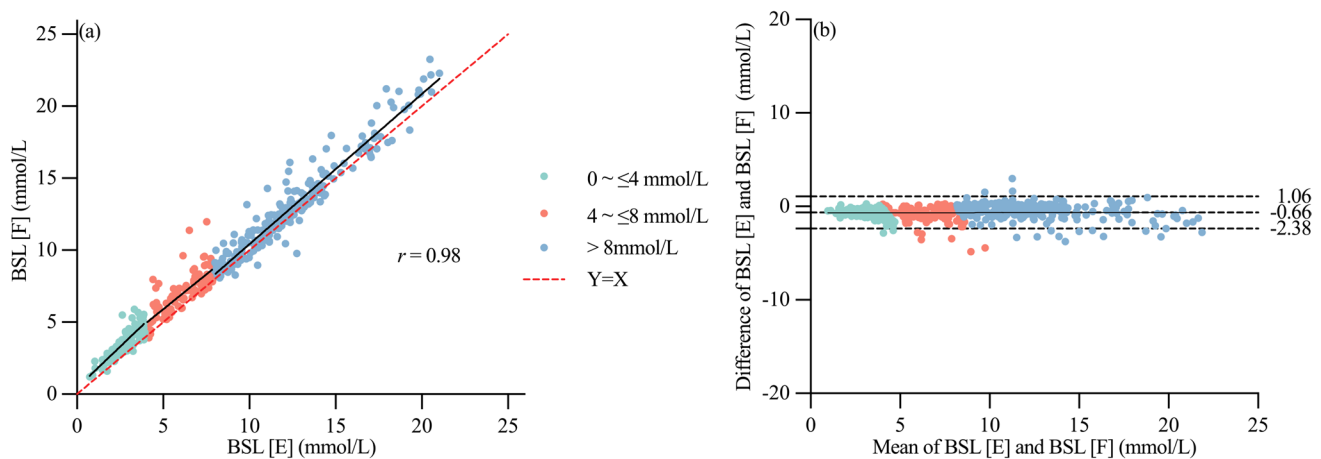 (a)
25
20
15
10
5
0
BSL [F] (mmol/L
0
5
10
15
20
25
BSL [E] (mmol/L)
r = 0.98
0 ~ ≤4 mmol/L
4 ~ ≤8 mmol/L
> 8mmol/L
Y=X
(b)
20
10
0
-10
-20
Difference of BSL [E] and BSL [F] (mmol/L)
1.06
-0.66
-2.38
0
5
10
15
20
25
Mean of BSL [E] and BSL [F] (mmol/L)